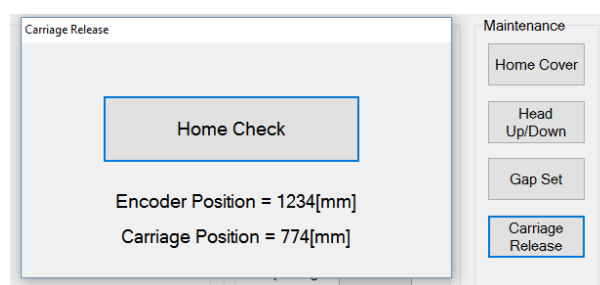 Carriage Release
Home Check
Encoder Position = 1234[mm]
Carriage Position = 774[mm]
Maintenance
Home Cover
Head
Up/Down
Gap Set
Carriage
Release